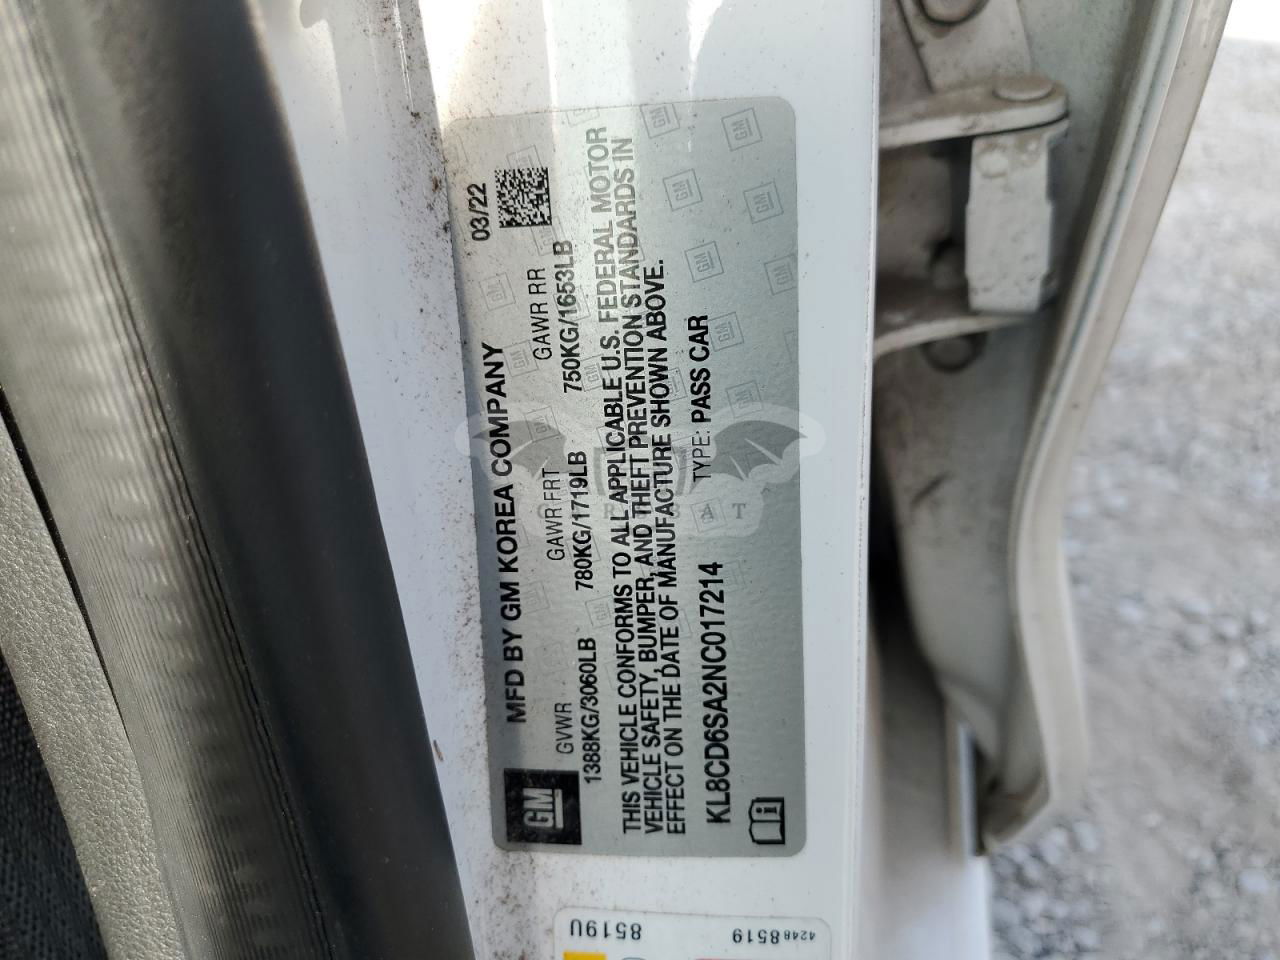 MFD BY GM KOREA COMPANY
03/22
GM
GVWR
GAWR FRT
GAWR RR
1388KG/3060LB
780KG/1719LB
750KG/1653LB
THIS VEHICLE CONFORMS TO ALL APPLICABLE U.S. FEDERAL MOTOR
VEHICLE SAFETY, BUMPER, AND THEFT PREVENTION STANDARDS IN
EFFECT ON THE DATE OF MANUFACTURE SHOWN ABOVE.
KL8CD6SA2NC017214
TYPE: PASS CAR
8519U
42488519